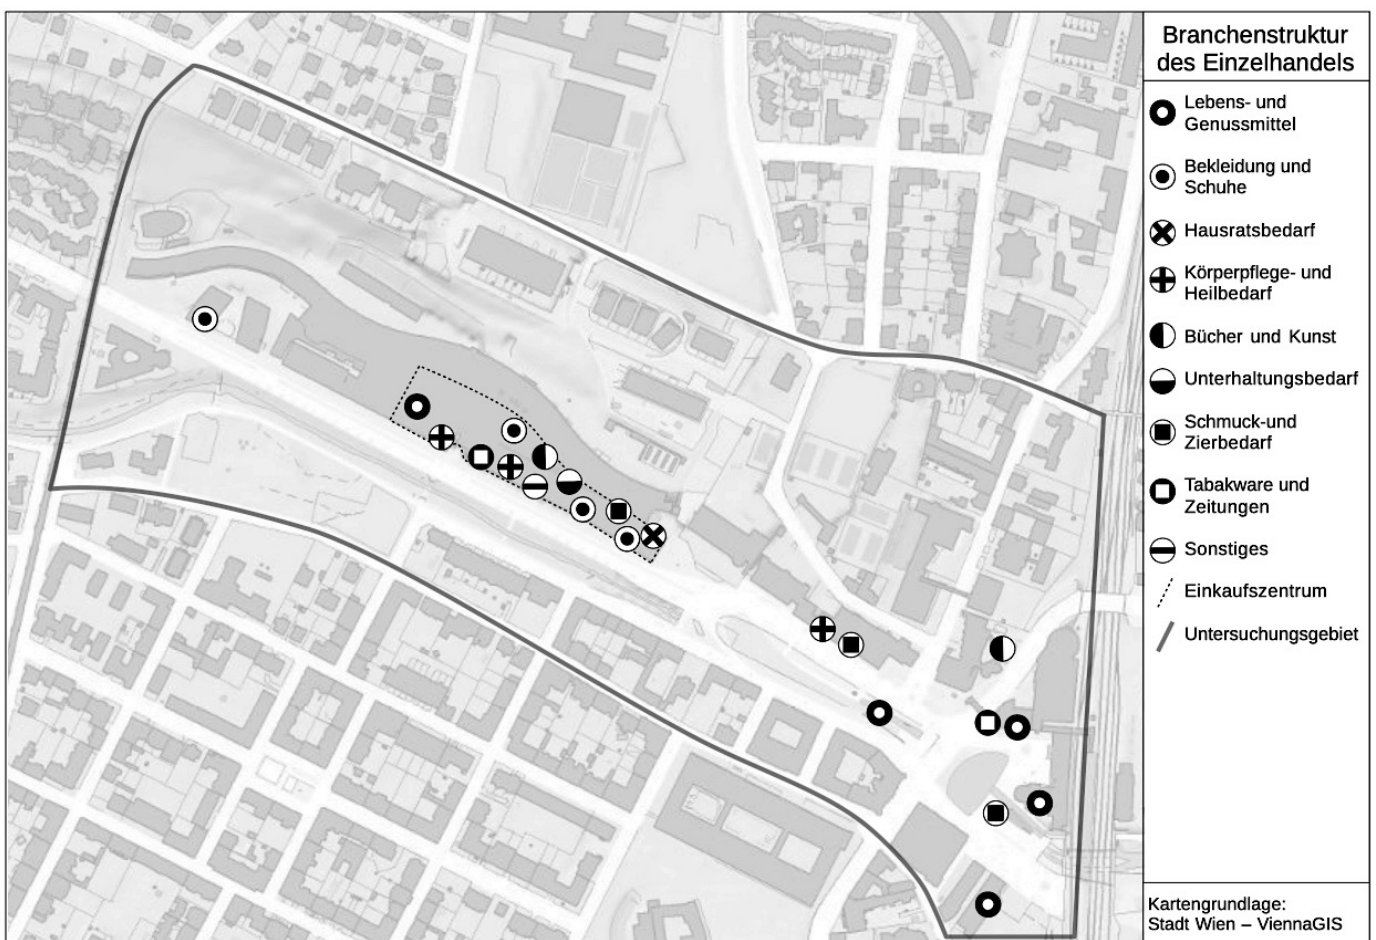 Branchenstruktur
des Einzelhandels
Lebens- und
Genussmittel
Bekleidung und
Schuhe
Hausratsbedarf
Körperpflege- und
Heilbedarf
Bücher und Kunst
Unterhaltungsbedarf
Schmuck-und
Zierbedarf
Tabakware und
Zeitungen
Sonstiges
Einkaufszentrum
Untersuchungsgebiet
Kartengrundlage:
Stadt Wien – ViennaGIS